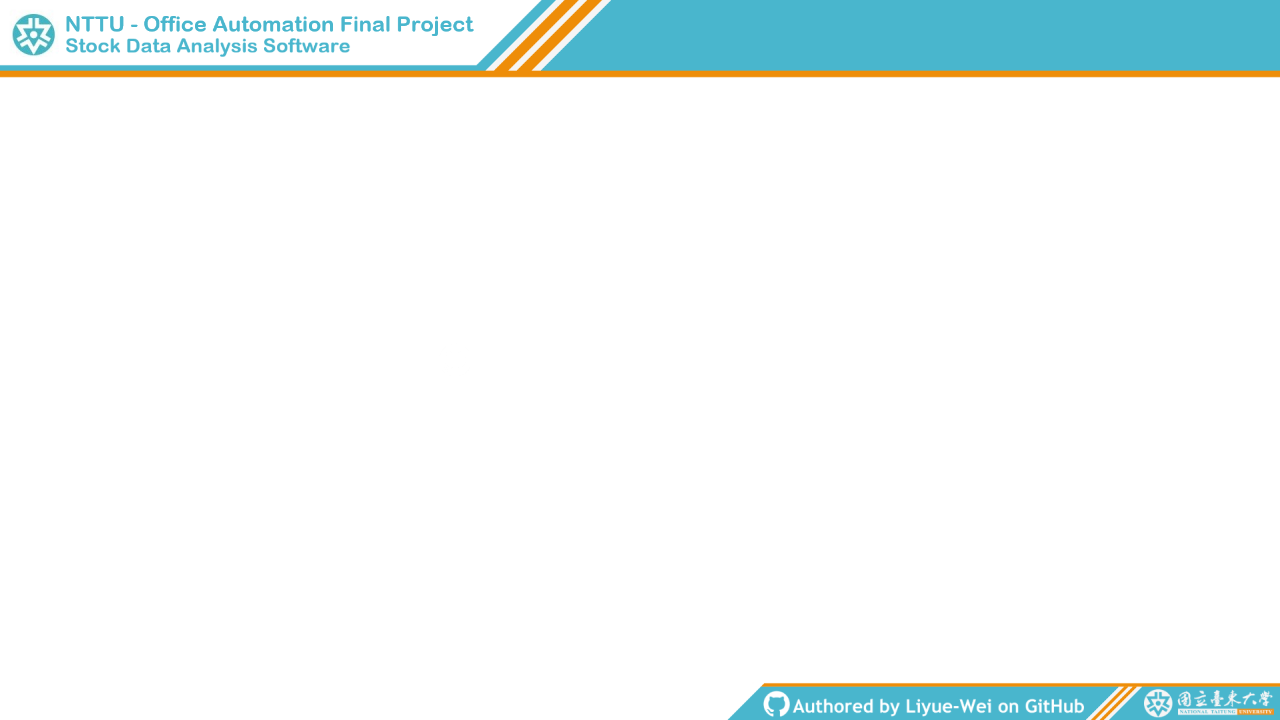 NTTU - Office Automation Final Project
Stock Data Analysis Software
Authored by Liyue-Wei on GitHub
國立臺東大學
NATIONAL TAITUNG UNIVERSITY